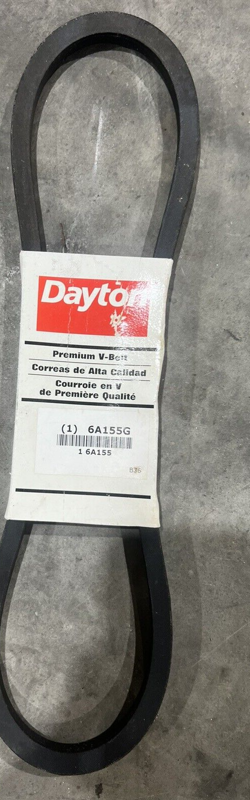 Dayton
Premium V-Belt
Correas de Alta Calidad
Courroie en V
de Première Qualité
(1) 6A155G
1 6A155